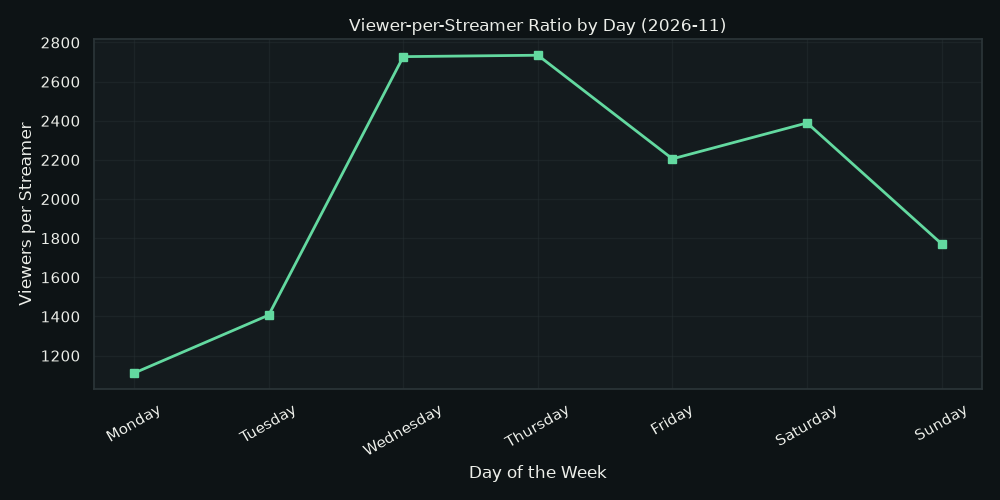 Viewer-per-Streamer Ratio by Day (2026-11)
Viewers per Streamer
2800
2600
2400
2200
2000
1800
1600
1400
1200
Monday
Tuesday
Wednesday
Thursday
Friday
Saturday
Sunday
Day of the Week